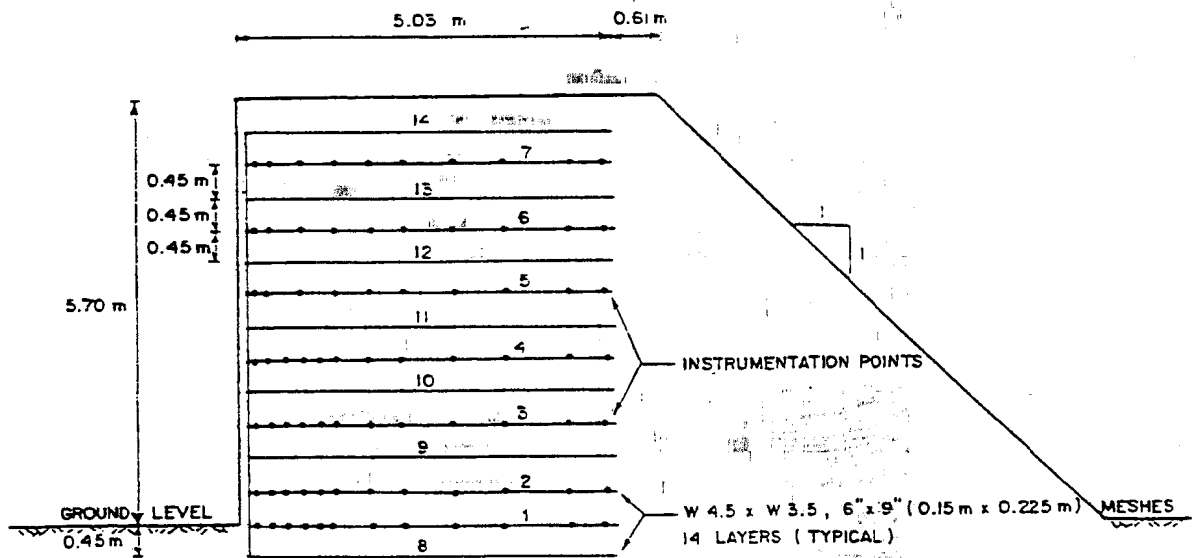 5.03 m
0.61 m
14
7
0.45 m
13
0.45 m
6
0.45 m
12
5
5.70 m
11
4
INSTRUMENTATION POINTS
10
3
9
2
W 4.5 x W 3.5 , 6" x 9" ( 0.15 m x 0.225 m ) MESHES
14 LAYERS ( TYPICAL )
GROUND LEVEL
1
0.45 m
8
1
1